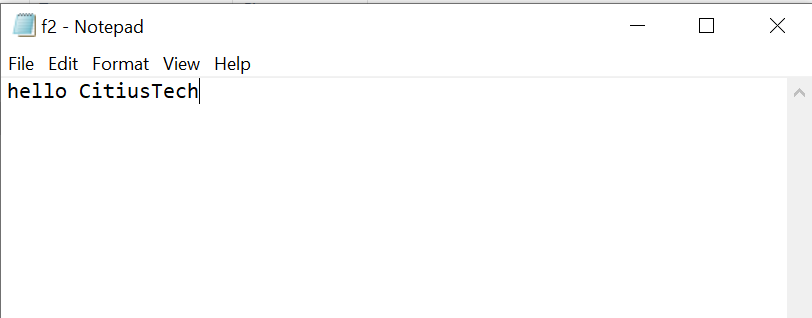 f2 - Notepad
File Edit Format View Help
hello CitiusTech